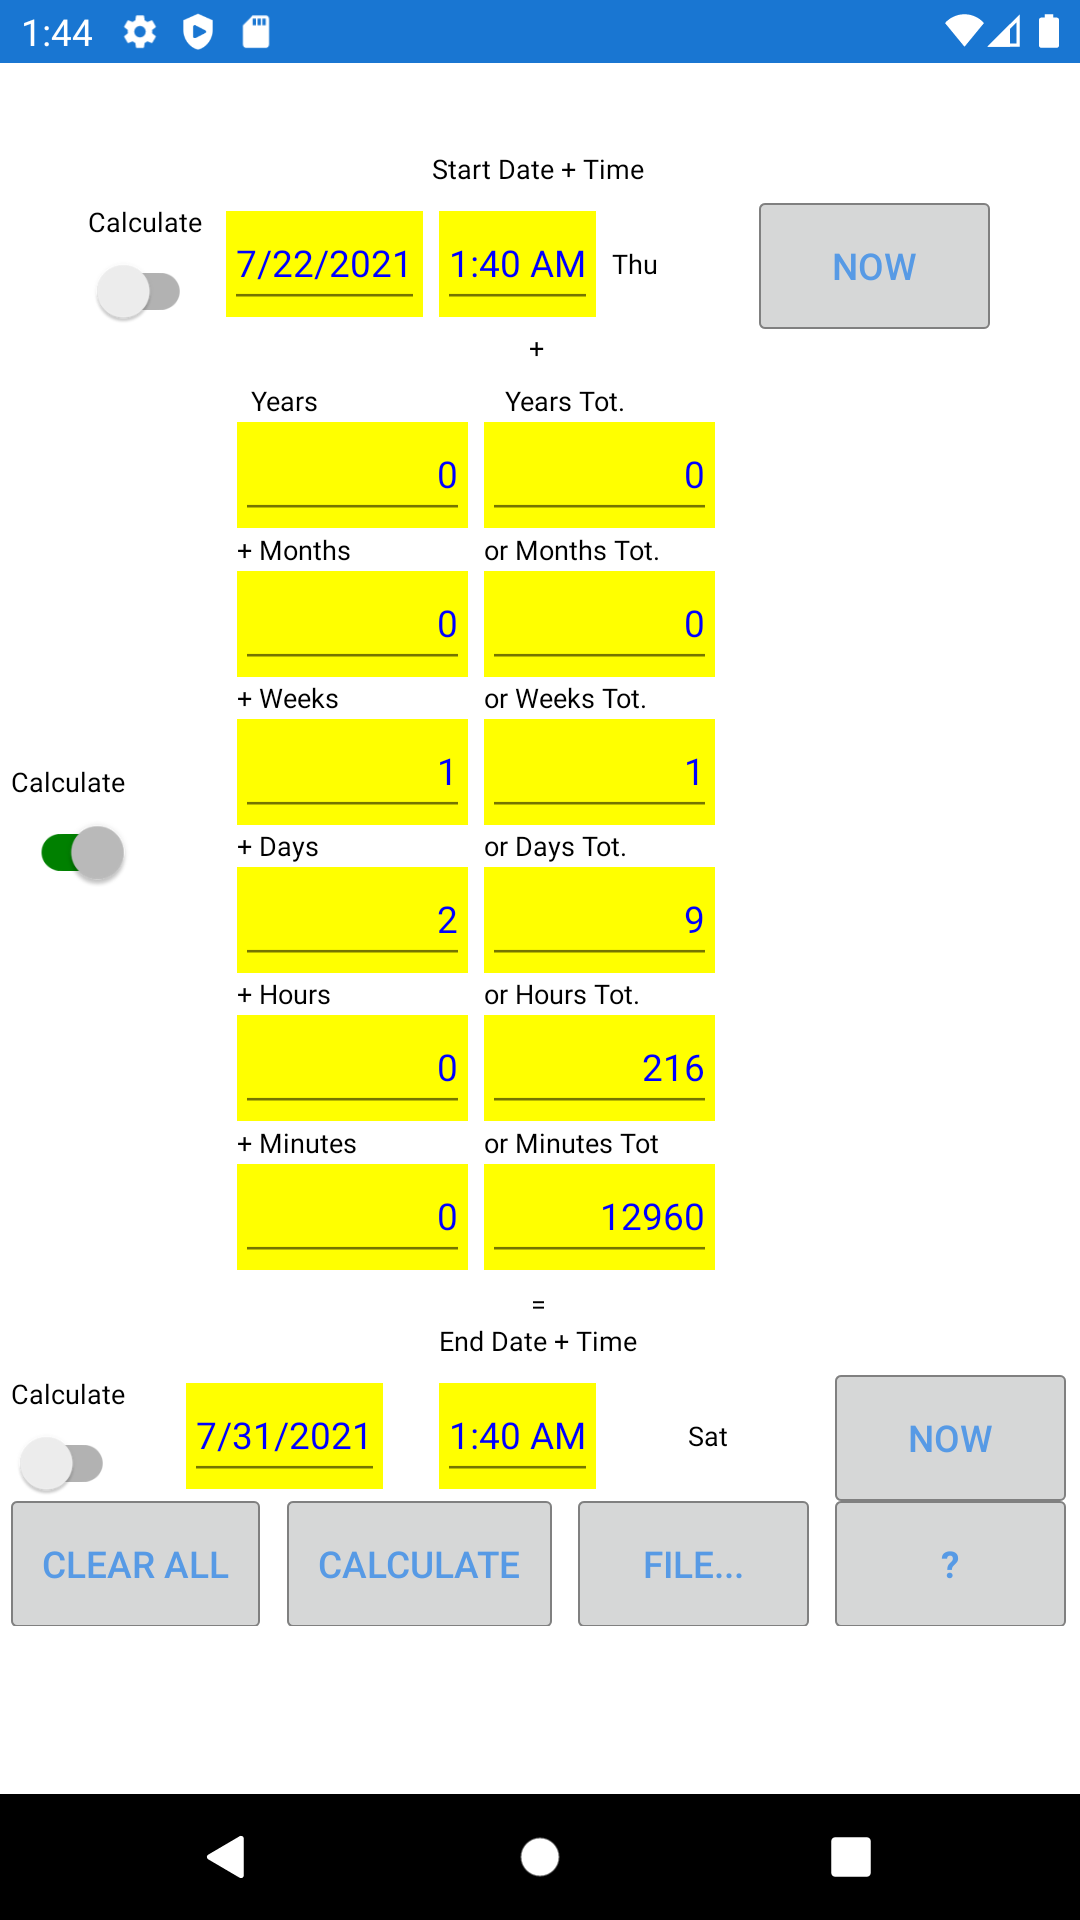 1:44
Start Date + Time
Calculate
7/22/2021 1:40 AM Thu NOW
+
Years Years Tot.
0 0
+ Months or Months Tot.
0 0
+ Weeks or Weeks Tot.
1 1
Calculate
+ Days or Days Tot.
2 9
+ Hours or Hours Tot.
0 216
+ Minutes or Minutes Tot
0 12960
=
End Date + Time
Calculate
7/31/2021 1:40 AM Sat NOW
CLEAR ALL CALCULATE FILE... ?